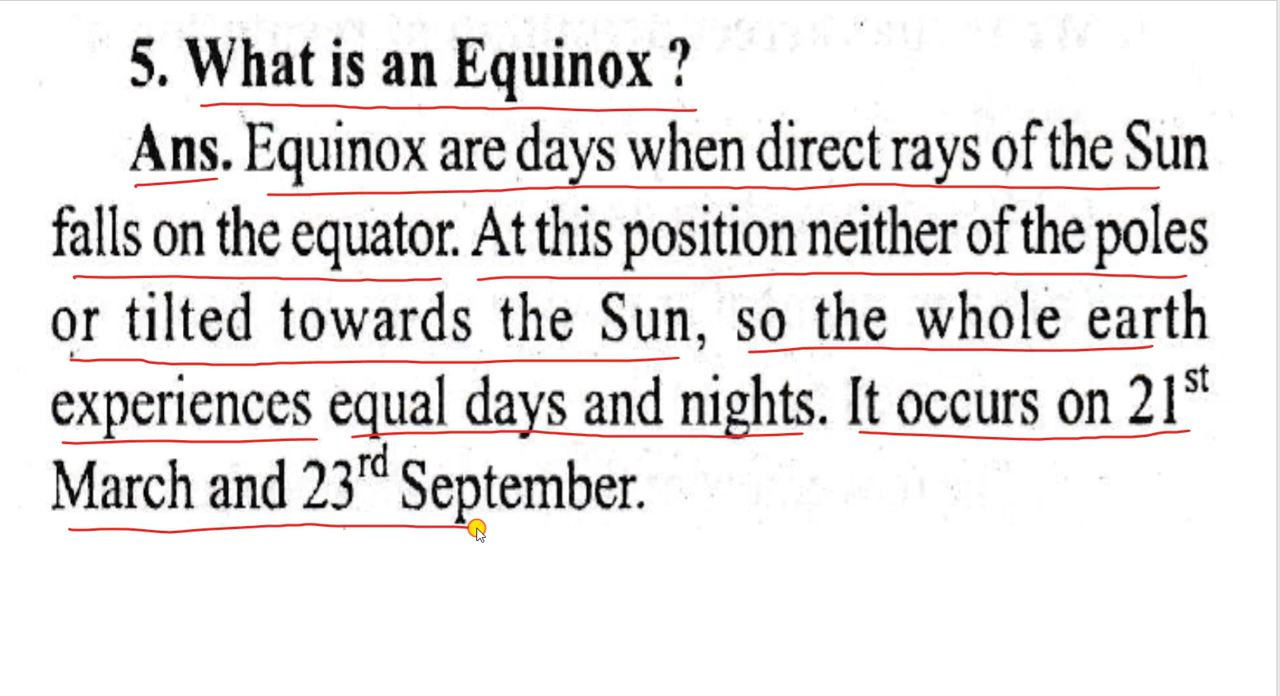 5. What is an Equinox ?
Ans. Equinox are days when direct rays of the Sun
falls on the equator. At this position neither of the poles
or tilted towards the Sun, so the whole earth
experiences equal days and nights. It occurs on 21st
March and 23rd September.